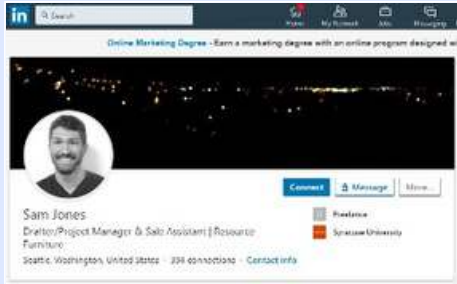 in Search
Home My Network Jobs Messaging
Online Marketing Degree - Earn a marketing degree with an online program designed
Connect Message More...
Sam Jones
Freelance
Drafter/Project Manager & Sale Assistant | Resource
Furniture
Syracuse University
Seattle, Washington, United States · connections · Contact info